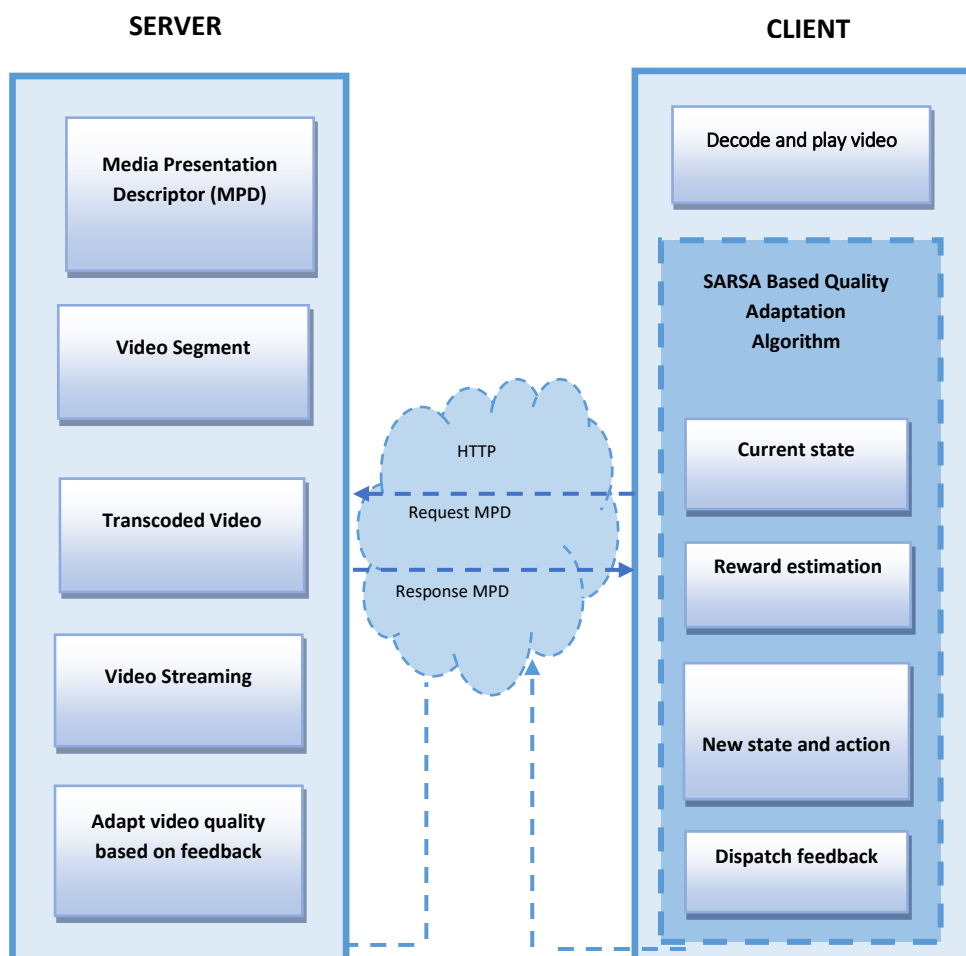 SERVER
Media Presentation
Descriptor (MPD)
Video Segment
Transcoded Video
Video Streaming
Adapt video quality
based on feedback
HTTP
Request MPD
Response MPD
CLIENT
Decode and play video
SARSA Based Quality
Adaptation
Algorithm
Current state
Reward estimation
New state and action
Dispatch feedback